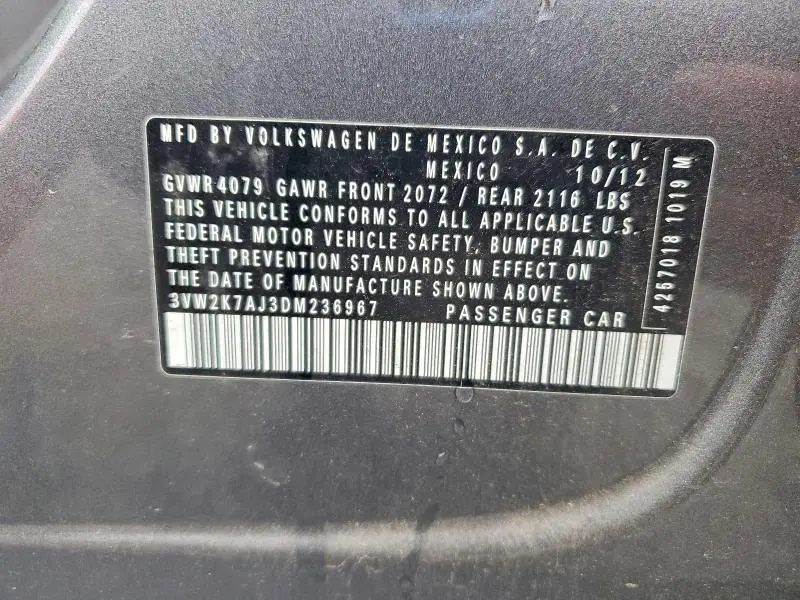 MFD BY VOLKSWAGEN DE MEXICO S.A. DE C.V.
MEXICO 10/12
GVWR 4079 GAWR FRONT 2072 / REAR 2116 LBS
THIS VEHICLE CONFORMS TO ALL APPLICABLE U.S.
FEDERAL MOTOR VEHICLE SAFETY, BUMPER AND
THEFT PREVENTION STANDARDS IN EFFECT ON
THE DATE OF MANUFACTURE SHOWN ABOVE.
3VW2K7AJ3DM236967 PASSENGER CAR
4257018 1019 M